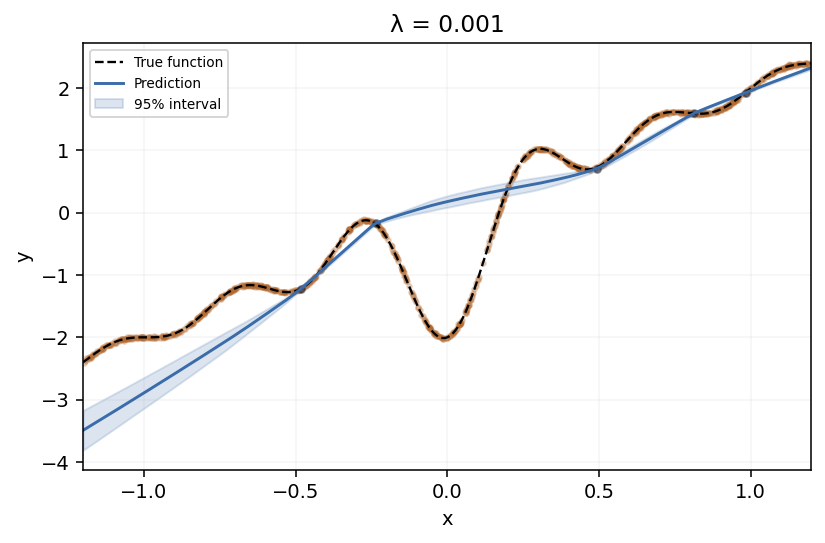 λ = 0.001
True function
Prediction
95% interval
y
2
1
0
−1
−2
−3
−4
−1.0 −0.5 0.0 0.5 1.0
x